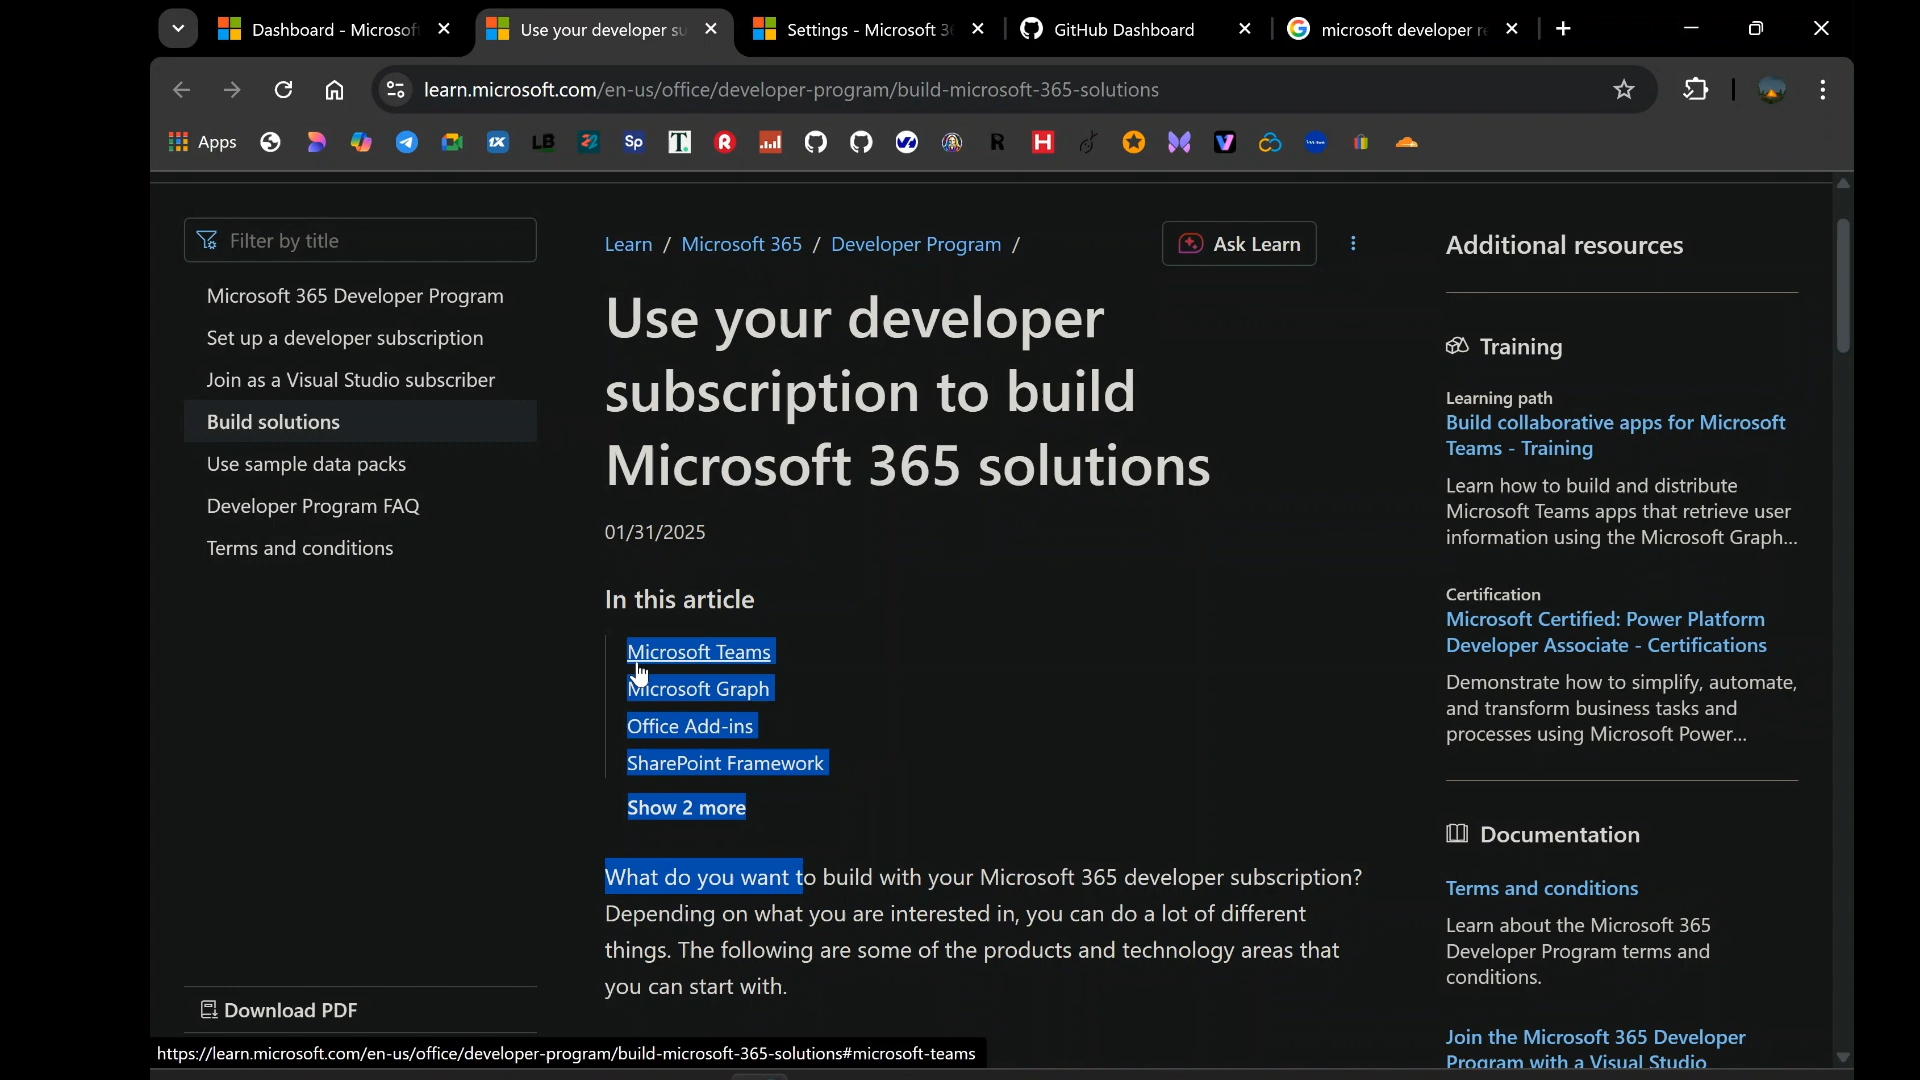 Dashboard - Microsof
Use your developer su
Settings - Microsoft 3
GitHub Dashboard
microsoft developer r
learn.microsoft.com/en-us/office/developer-program/build-microsoft-365-solutions
Apps
1X
LB
Sp
T.
R
R
H
V
Filter by title
Microsoft 365 Developer Program
Set up a developer subscription
Join as a Visual Studio subscriber
Build solutions
Use sample data packs
Developer Program FAQ
Terms and conditions
Download PDF
Learn / Microsoft 365 / Developer Program /
Ask Learn
Use your developer
subscription to build
Microsoft 365 solutions
01/31/2025
In this article
Microsoft Teams
Microsoft Graph
Office Add-ins
SharePoint Framework
Show 2 more
What do you want to build with your Microsoft 365 developer subscription?
Depending on what you are interested in, you can do a lot of different
things. The following are some of the products and technology areas that
you can start with.
Additional resources
Training
Learning path
Build collaborative apps for Microsoft
Teams - Training
Learn how to build and distribute
Microsoft Teams apps that retrieve user
information using the Microsoft Graph...
Certification
Microsoft Certified: Power Platform
Developer Associate - Certifications
Demonstrate how to simplify, automate,
and transform business tasks and
processes using Microsoft Power...
Documentation
Terms and conditions
Learn about the Microsoft 365
Developer Program terms and
conditions.
Join the Microsoft 365 Developer
Program with a Visual Studio
https://learn.microsoft.com/en-us/office/developer-program/build-microsoft-365-solutions#microsoft-teams